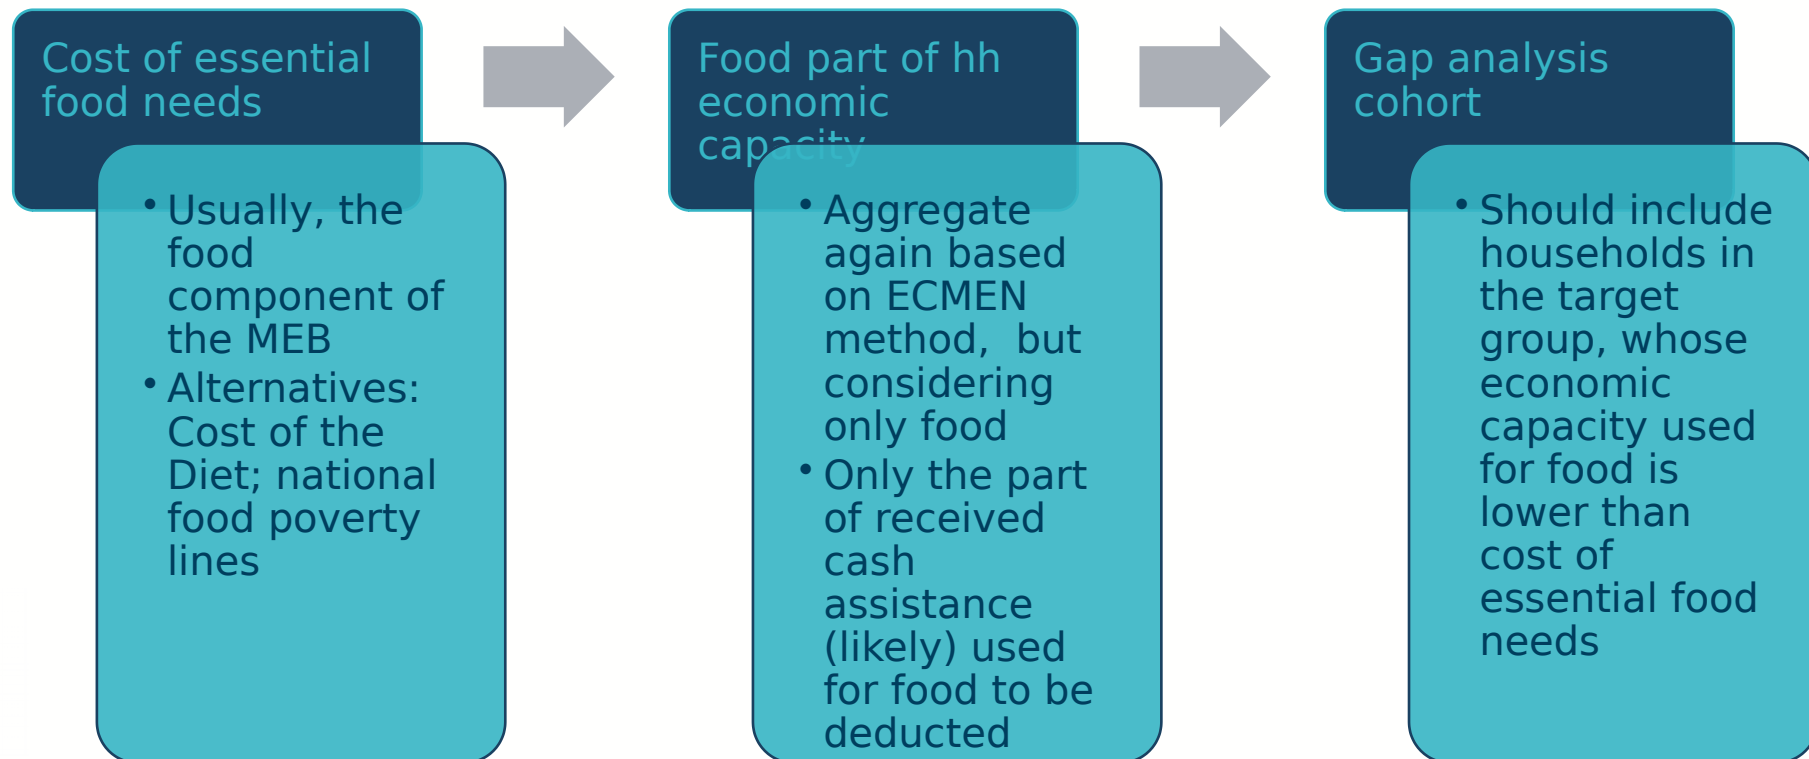 Cost of essential
food needs
• Usually, the
food
component of
the MEB
• Alternatives:
Cost of the
Diet; national
food poverty
lines
Food part of hh
economic
capacity
• Aggregate
again based
on ECMEN
method,  but
considering
only food
• Only the part
of received
cash
assistance
(likely) used
for food to be
deducted
Gap analysis
cohort
• Should include
households in
the target
group, whose
economic
capacity used
for food is
lower than
cost of
essential food
needs